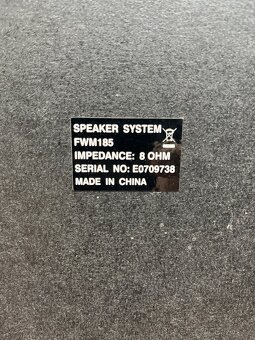 SPEAKER SYSTEM
FWM185
IMPEDANCE: 8 OHM
SERIAL NO: E0709738
MADE IN CHINA